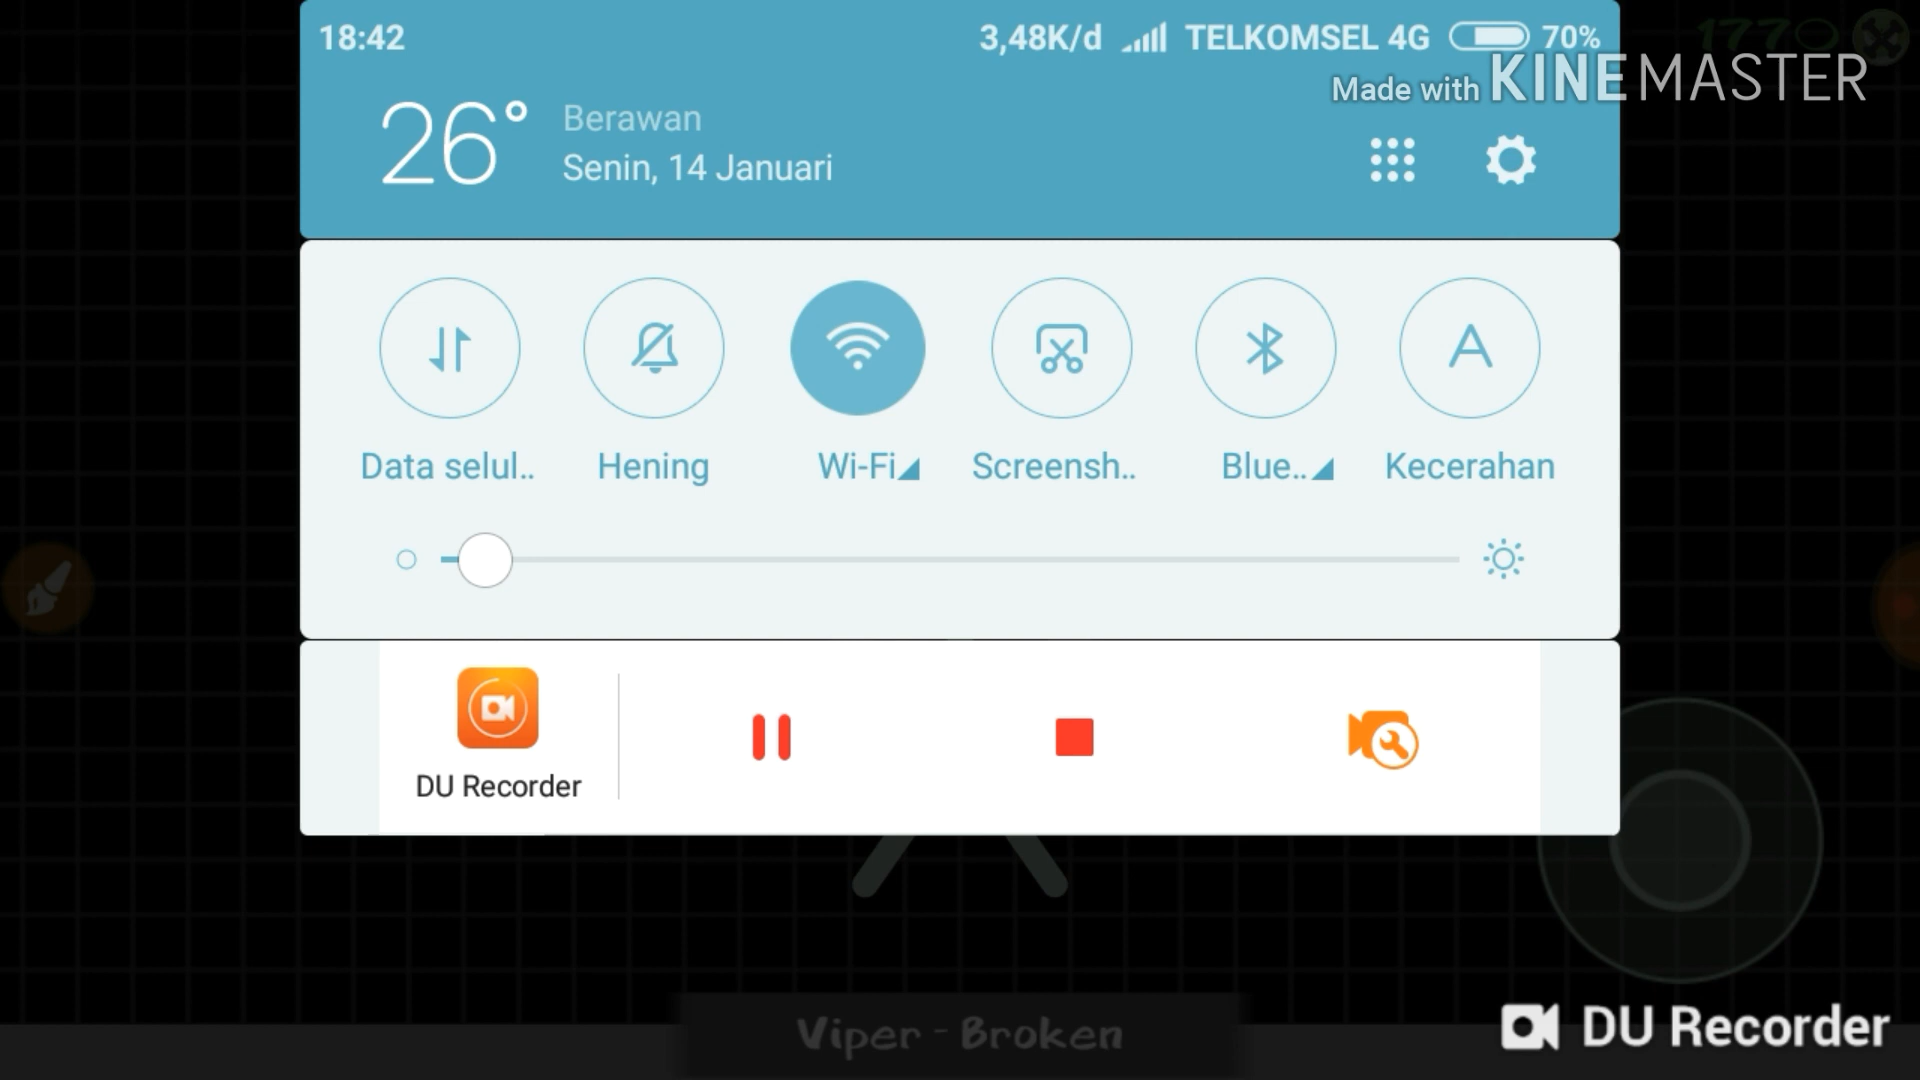 18:42
3,48K/d TELKOMSEL 4G 70%
1770
Made with KINEMASTER
26°
Berawan
Senin, 14 Januari
Data selul..
Hening
Wi-Fi
Screensh..
Blue..
Kecerahan
DU Recorder
Viper - Broken
DU Recorder